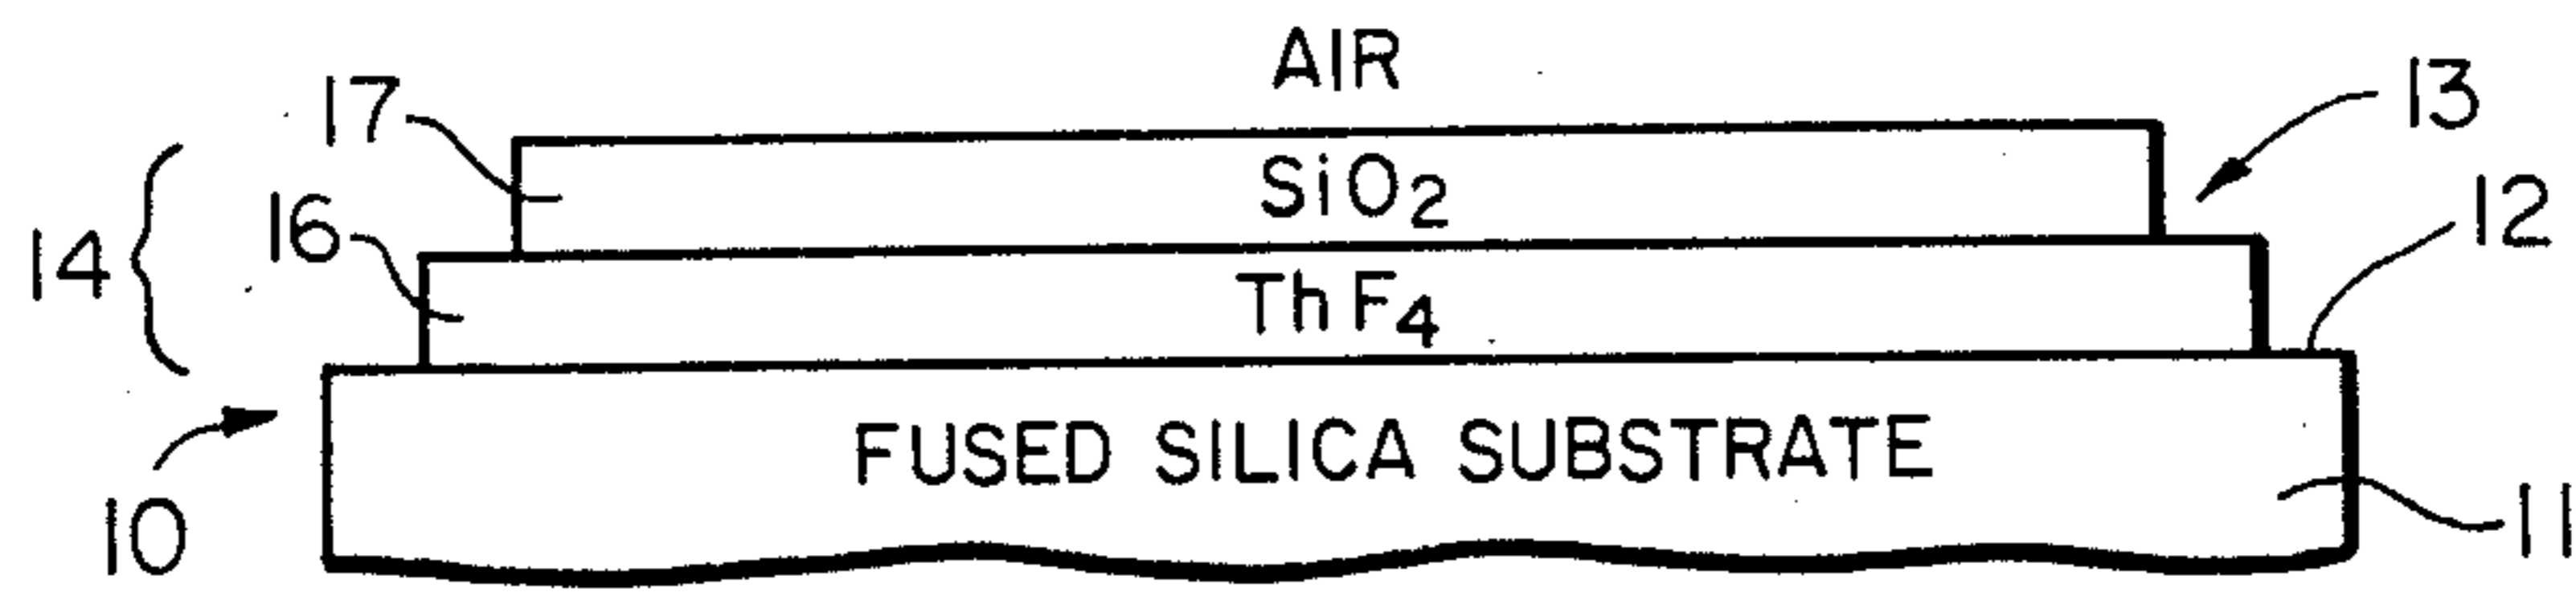 AIR
17
13
SiO2
16
12
14
ThF4
FUSED SILICA SUBSTRATE
10
11